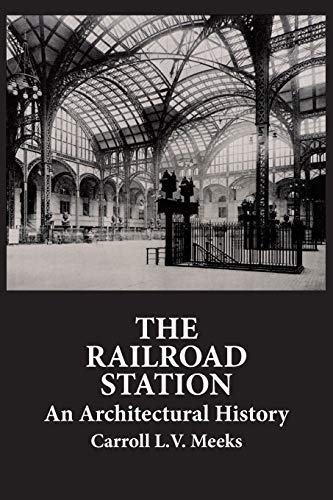 THE
RAILROAD
STATION
An Architectural History
Carroll L.V. Meeks